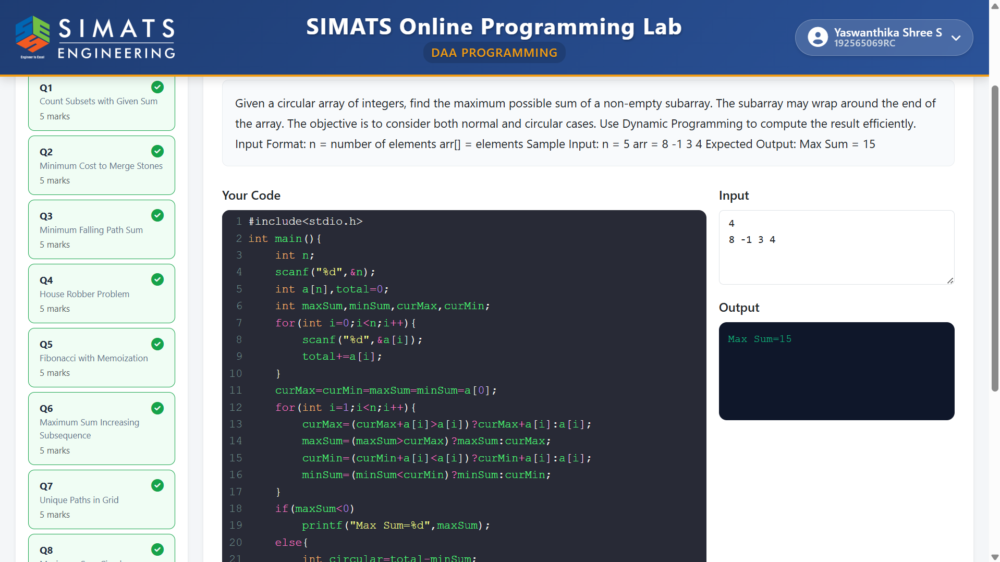 SIMATS
ENGINEERING
Engineer to Excel
SIMATS Online Programming Lab
DAA PROGRAMMING
Yaswanthika Shree S
192565069RC
Q1
Count Subsets with Given Sum
5 marks
Q2
Minimum Cost to Merge Stones
5 marks
Q3
Minimum Falling Path Sum
5 marks
Q4
House Robber Problem
5 marks
Q5
Fibonacci with Memoization
5 marks
Q6
Maximum Sum Increasing
Subsequence
5 marks
Q7
Unique Paths in Grid
5 marks
Q8
Given a circular array of integers, find the maximum possible sum of a non-empty subarray. The subarray may wrap around the end of
the array. The objective is to consider both normal and circular cases. Use Dynamic Programming to compute the result efficiently.
Input Format: n = number of elements arr[] = elements Sample Input: n = 5 arr = 8 -1 3 4 Expected Output: Max Sum = 15
Your Code
1 #include<stdio.h>
2 int main(){
3     int n;
4     scanf("%d",&n);
5     int a[n],total=0;
6     int maxSum,minSum,curMax,curMin;
7     for(int i=0;i<n;i++){
8         scanf("%d",&a[i]);
9         total+=a[i];
10     }
11     curMax=curMin=maxSum=minSum=a[0];
12     for(int i=1;i<n;i++){
13         curMax=(curMax+a[i]>a[i])?curMax+a[i]:a[i];
14         maxSum=(maxSum>curMax)?maxSum:curMax;
15         curMin=(curMin+a[i]<a[i])?curMin+a[i]:a[i];
16         minSum=(minSum<curMin)?minSum:curMin;
17     }
18     if(maxSum<0)
19         printf("Max Sum=%d",maxSum);
20     else{
21         int circular=total-minSum;
Input
4
8 -1 3 4
Output
Max Sum=15